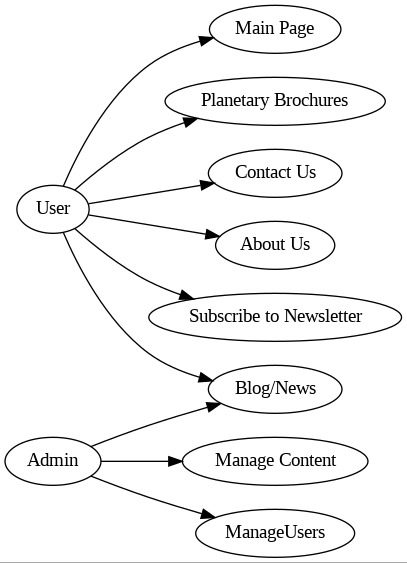 Main Page
Planetary Brochures
Contact Us
User
About Us
Subscribe to Newsletter
Blog/News
Admin
Manage Content
ManageUsers